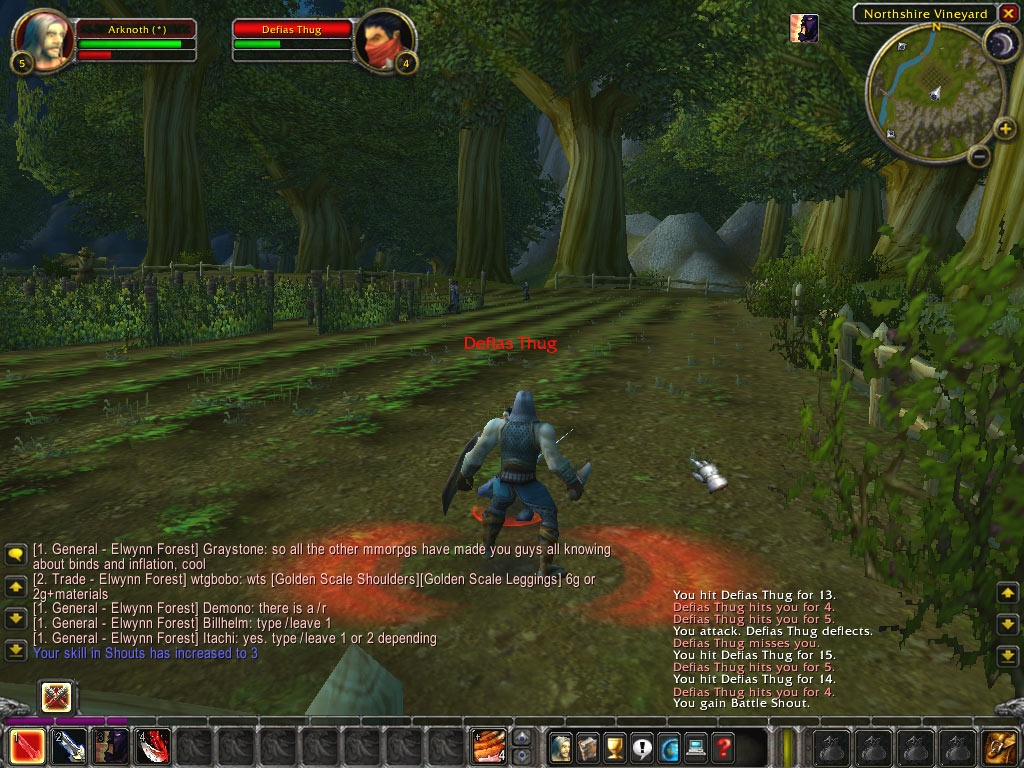 Arknoth (*)
5
Defias Thug
4
Northshire Vineyard
N
Defias Thug
[1. General - Elwynn Forest] Graystone: so all the other mmorpgs have made you guys all knowing
about binds and inflation, cool
[2. Trade - Elwynn Forest] wtgbobo: wts [Golden Scale Shoulders][Golden Scale Leggings] 6g or
2g+materials
[1. General - Elwynn Forest] Demono: there is a /r
[1. General - Elwynn Forest] Billhelm: type /leave 1
[1. General - Elwynn Forest] Itachi: yes. type /leave 1 or 2 depending
Your skill in Shouts has increased to 3
You hit Defias Thug for 13.
Defias Thug hits you for 4.
Defias Thug hits you for 5.
You attack. Defias Thug deflects.
Defias Thug misses you.
You hit Defias Thug for 15.
Defias Thug hits you for 5.
You hit Defias Thug for 14.
Defias Thug hits you for 4.
You gain Battle Shout.
1 2 3 4 + 4